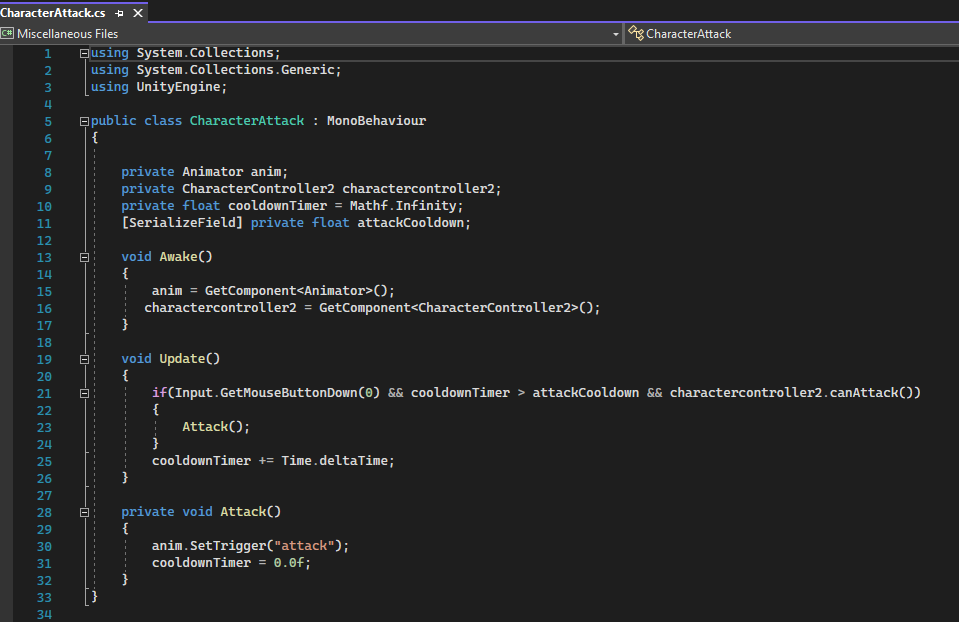 CharacterAttack.cs
C# Miscellaneous Files CharacterAttack
1 using System.Collections;
2 using System.Collections.Generic;
3 using UnityEngine;
4
5 public class CharacterAttack : MonoBehaviour
6 {
7
8 private Animator anim;
9 private CharacterController2 charactercontroller2;
10 private float cooldownTimer = Mathf.Infinity;
11 [SerializeField] private float attackCooldown;
12
13 void Awake()
14 {
15 anim = GetComponent<Animator>();
16 charactercontroller2 = GetComponent<CharacterController2>();
17 }
18
19 void Update()
20 {
21 if(Input.GetMouseButtonDown(0) && cooldownTimer > attackCooldown && charactercontroller2.canAttack())
22 {
23 Attack();
24 }
25 cooldownTimer += Time.deltaTime;
26 }
27
28 private void Attack()
29 {
30 anim.SetTrigger("attack");
31 cooldownTimer = 0.0f;
32 }
33 }
34